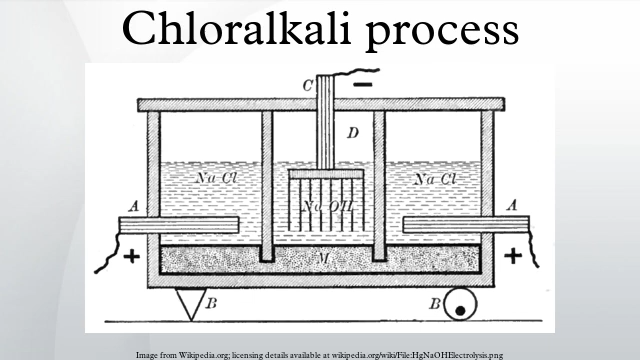 Chloralkali process
C
−
D
Na Cl
Na Cl
A
Na OH
A
+
M
+
B
B
Image from Wikipedia.org; licensing details available at wikipedia.org/wiki/File:HgNaOHElectrolysis.png